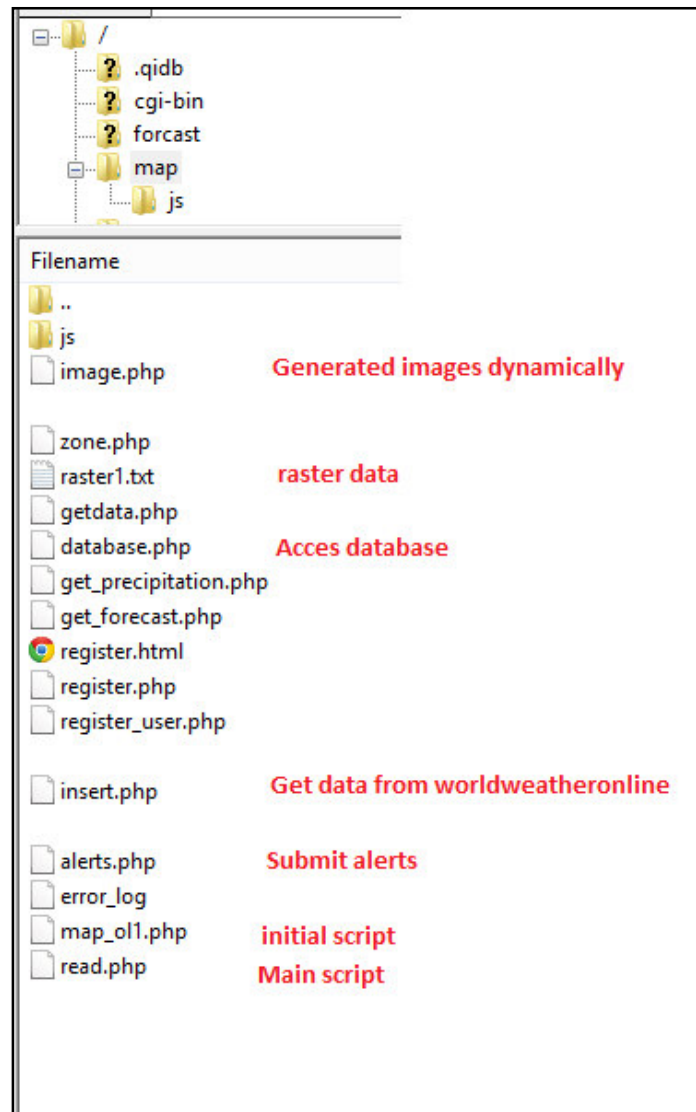 /
.qidb
cgi-bin
forcast
map
js
Filename
..
js
image.php Generated images dynamically
zone.php
raster1.txt raster data
getdata.php
database.php Acces database
get_precipitation.php
get_forecast.php
register.html
register.php
register_user.php
insert.php Get data from worldweatheronline
alerts.php Submit alerts
error_log
map_ol1.php initial script
read.php Main script